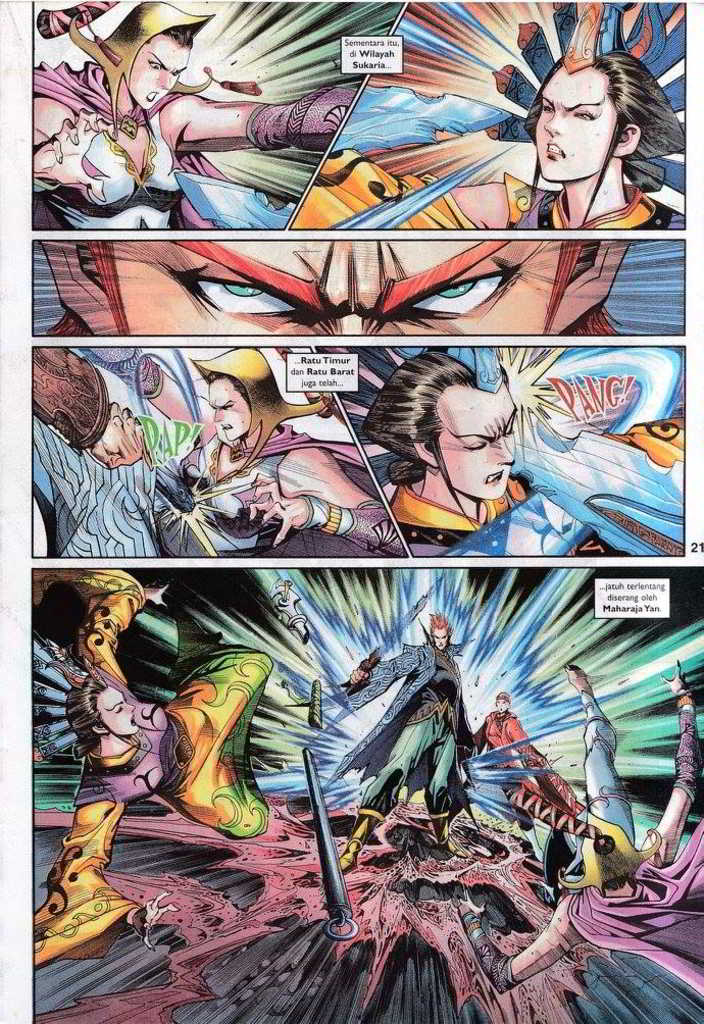 Sementara itu,
di Wilayah
Sukaria...
...Ratu Timur
dan Ratu Barat
juga telah...
PAP!
PANG!
21
...jatuh terlentang
diserang oleh
Maharaja Yan.